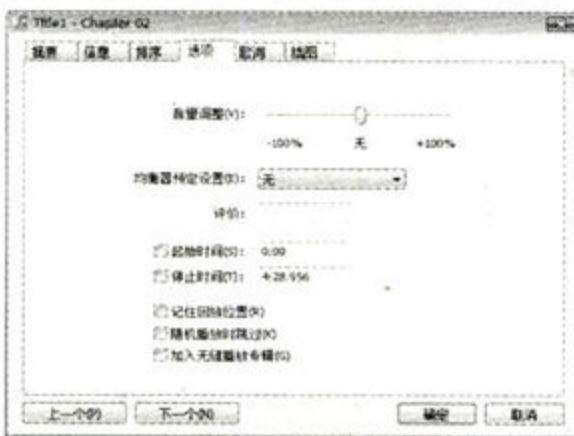 Title1 - Chapter 02
摘要 信息 排序 选项 歌词 插图
音量调整(V):
-100% 无 +100%
均衡器预定设置(E): 无
评价:
起始时间(S): 0:00
停止时间(T): 4:28.956
记住回放位置(R)
随机播放时跳过(K)
加入无缝播放专辑(G)
上一个(P) 下一个(N) 确定 取消